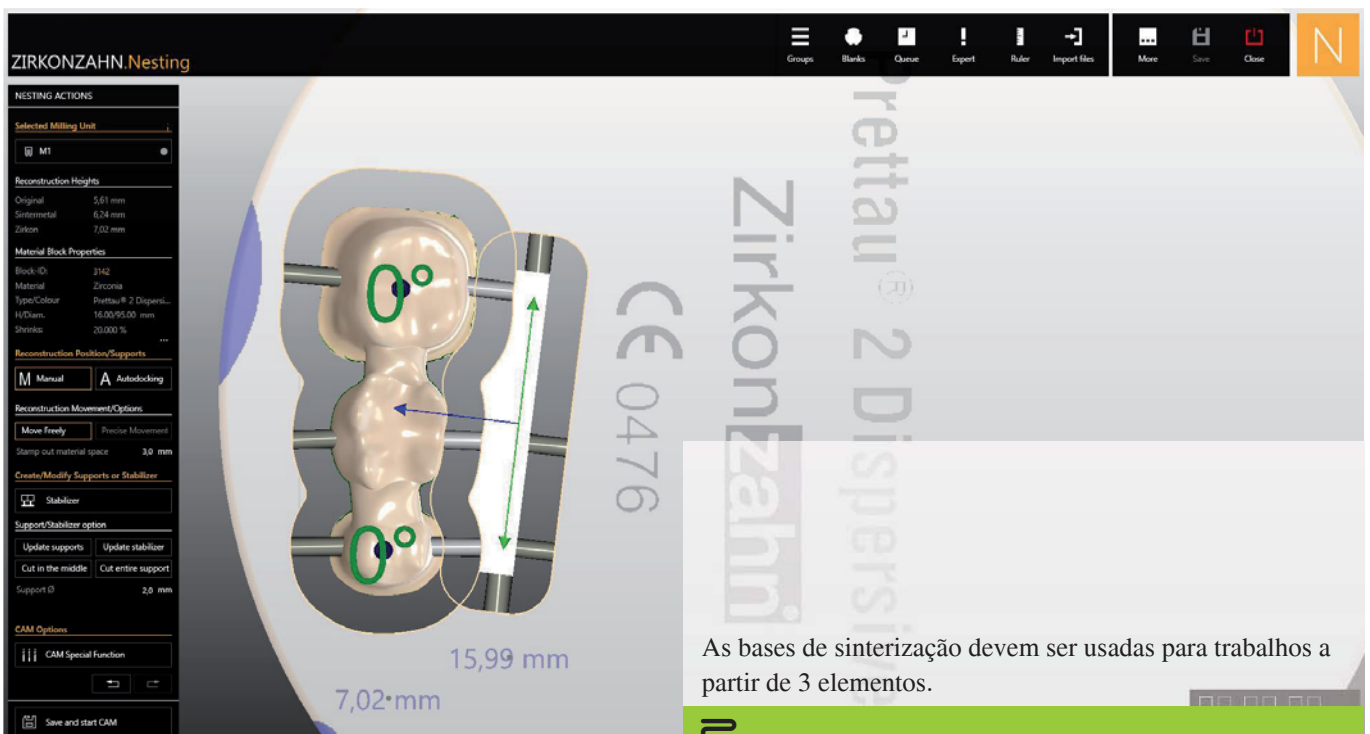 ZIRKONZAHN.Nesting
Groups Blanks Queue Expert Ruler Import files More Save Close N
NESTING ACTIONS
Selected Milling Unit
M1
Reconstruction Heights
Original 5,61 mm
Sintermetal 6,24 mm
Zirkon 7,02 mm
Material Block Properties
Block-ID: 3142
Material Zirconia
Type/Colour Prettau® 2 Dispersi...
H/Diam. 16.00/95.00 mm
Shrinks: 20.000 %
...
Reconstruction Position/Supports
M Manual A Autodocking
Reconstruction Movement/Options
Move Freely Precise Movement
Stamp out material space 3,0 mm
Create/Modify Supports or Stabilizer
Stabilizer
Support/Stabilizer option
Update supports Update stabilizer
Cut in the middle Cut entire support
Support Ø 2,0 mm
CAM Options
CAM Special Function
Save and start CAM
0°
0°
15,99 mm
7,02 mm
CE 0476
Zirkonzahn®
Prettau® 2 Dispersive
As bases de sinterização devem ser usadas para trabalhos a
partir de 3 elementos.